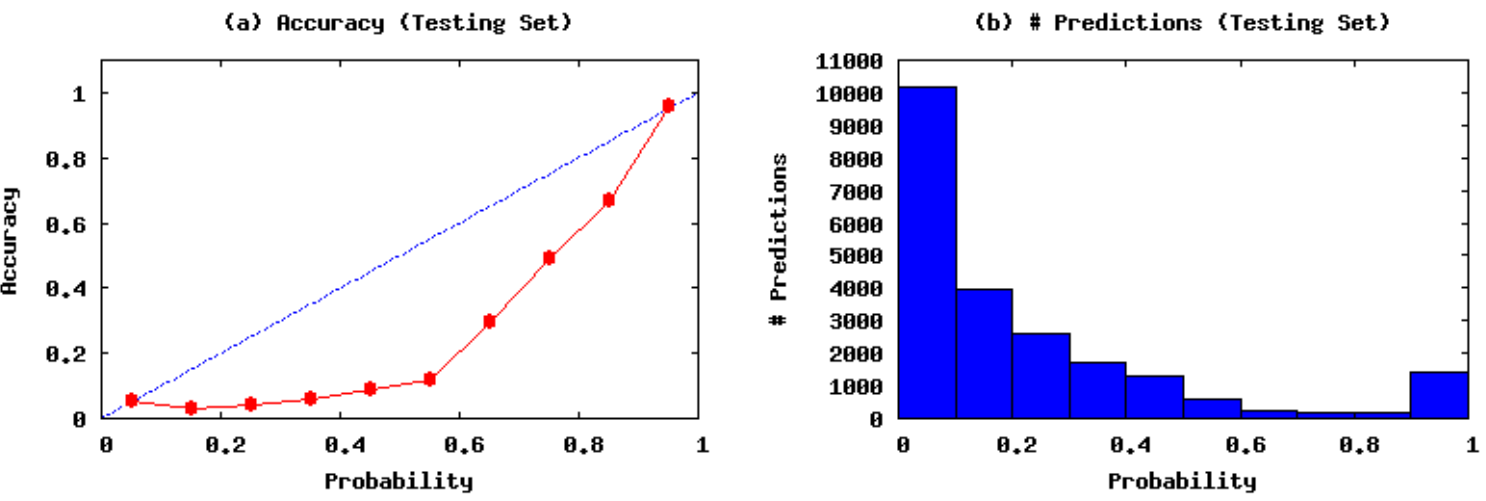 (a) Accuracy (Testing Set)
1
0.8
0.6
0.4
0.2
0
Accuracy
0 0.2 0.4 0.6 0.8 1
Probability
(b) # Predictions (Testing Set)
11000
10000
9000
8000
7000
6000
5000
4000
3000
2000
1000
0
# Predictions
0 0.2 0.4 0.6 0.8 1
Probability